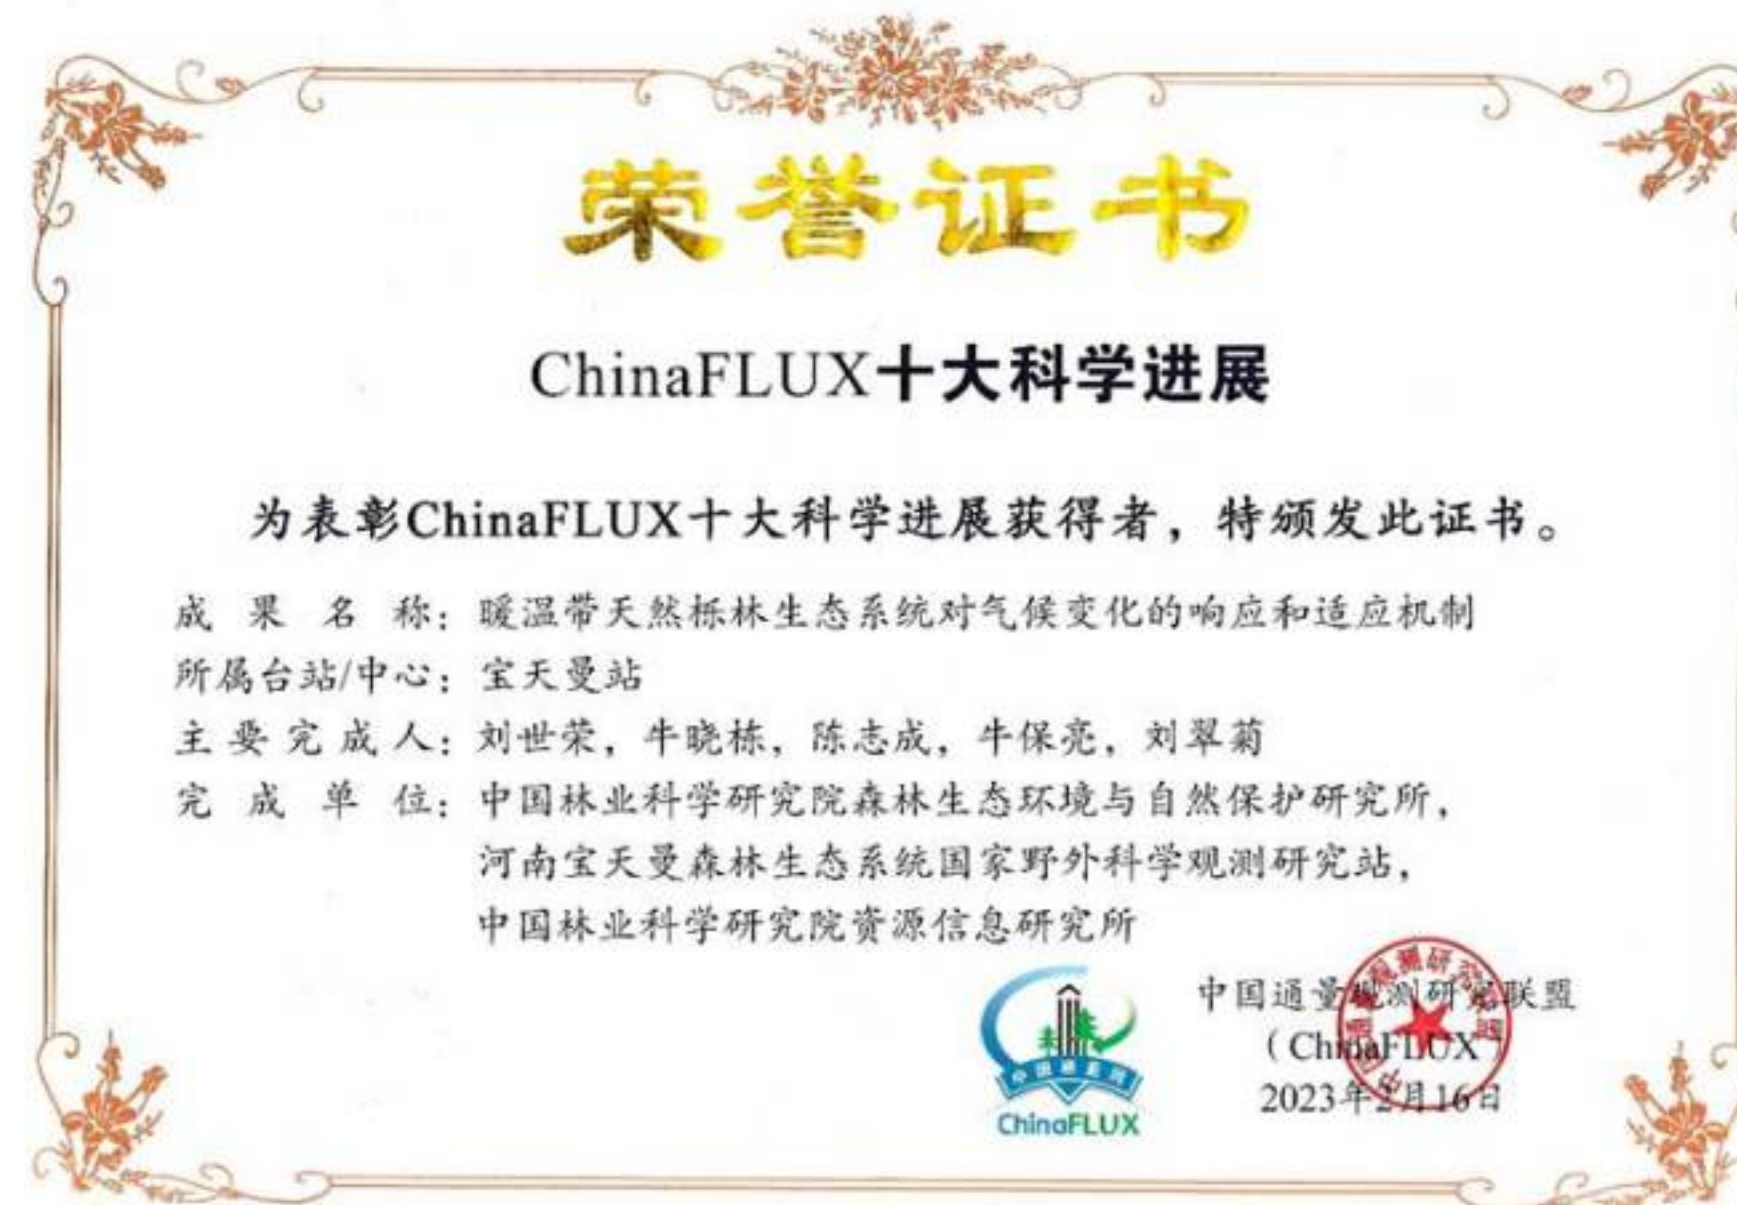 荣誉证书
ChinaFLUX十大科学进展
为表彰ChinaFLUX十大科学进展获得者，特颁发此证书。
成果名称：暖温带天然栎林生态系统对气候变化的响应和适应机制
所属台站/中心：宝天曼站
主要完成人：刘世荣，牛晓栋，陈志成，牛保亮，刘翠菊
完成单位：中国林业科学研究院森林生态环境与自然保护研究所，
河南宝天曼森林生态系统国家野外科学观测研究站，
中国林业科学研究院资源信息研究所
中国通量观测研究联盟
（ChinaFLUX）
2023年2月16日
中国通量网
ChinaFLUX